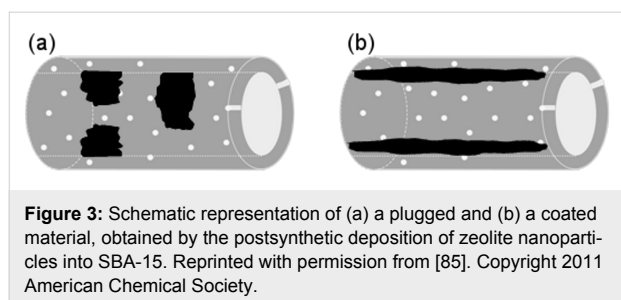 (a) (b)
Figure 3: Schematic representation of (a) a plugged and (b) a coated
material, obtained by the postsynthetic deposition of zeolite nanoparti-
cles into SBA-15. Reprinted with permission from [85]. Copyright 2011
American Chemical Society.